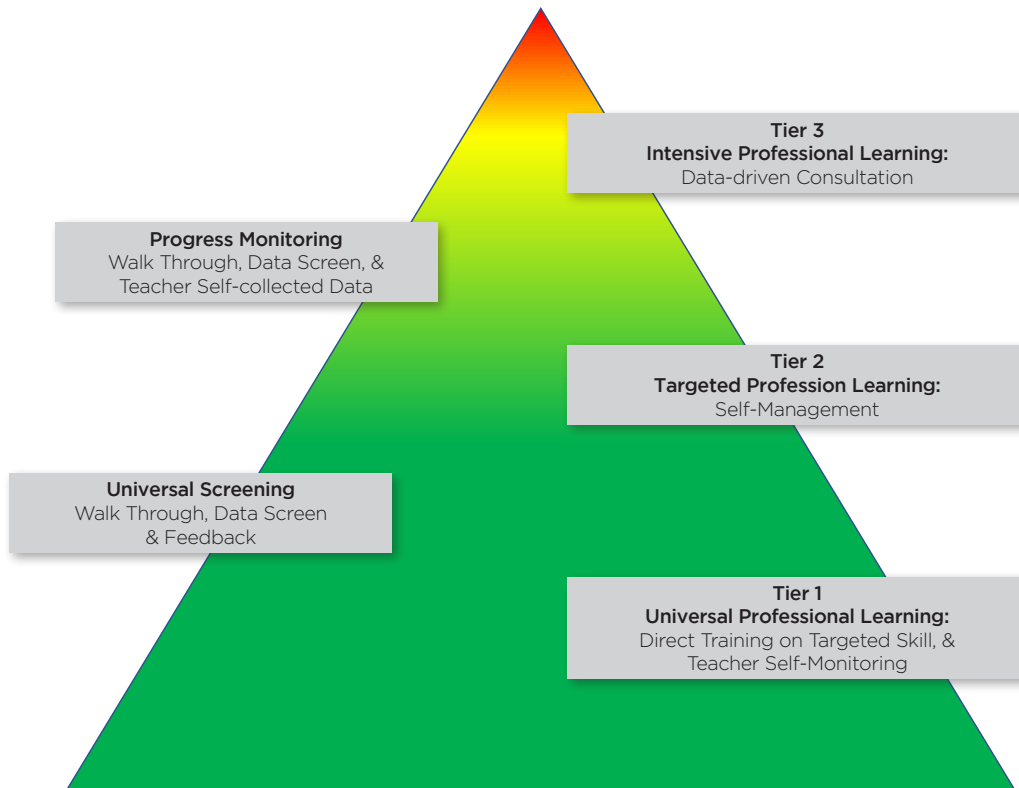 Tier 3
Intensive Professional Learning:
Data-driven Consultation
Progress Monitoring
Walk Through, Data Screen, &
Teacher Self-collected Data
Tier 2
Targeted Profession Learning:
Self-Management
Universal Screening
Walk Through, Data Screen
& Feedback
Tier 1
Universal Professional Learning:
Direct Training on Targeted Skill, &
Teacher Self-Monitoring